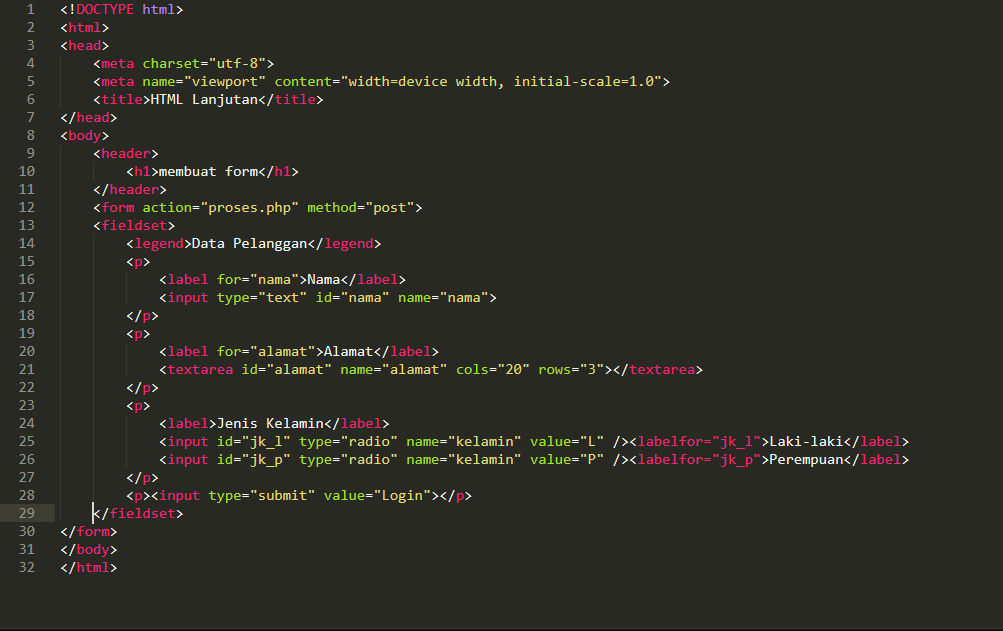 1 <!DOCTYPE html>
2 <html>
3 <head>
4     <meta charset="utf-8">
5     <meta name="viewport" content="width=device width, initial-scale=1.0">
6     <title>HTML Lanjutan</title>
7 </head>
8 <body>
9     <header>
10         <h1>membuat form</h1>
11     </header>
12     <form action="proses.php" method="post">
13     <fieldset>
14         <legend>Data Pelanggan</legend>
15         <p>
16             <label for="nama">Nama</label>
17             <input type="text" id="nama" name="nama">
18         </p>
19         <p>
20             <label for="alamat">Alamat</label>
21             <textarea id="alamat" name="alamat" cols="20" rows="3"></textarea>
22         </p>
23         <p>
24             <label>Jenis Kelamin</label>
25             <input id="jk_l" type="radio" name="kelamin" value="L" /><labelfor="jk_l">Laki-laki</label>
26             <input id="jk_p" type="radio" name="kelamin" value="P" /><labelfor="jk_p">Perempuan</label>
27         </p>
28         <p><input type="submit" value="Login"></p>
29     </fieldset>
30 </form>
31 </body>
32 </html>